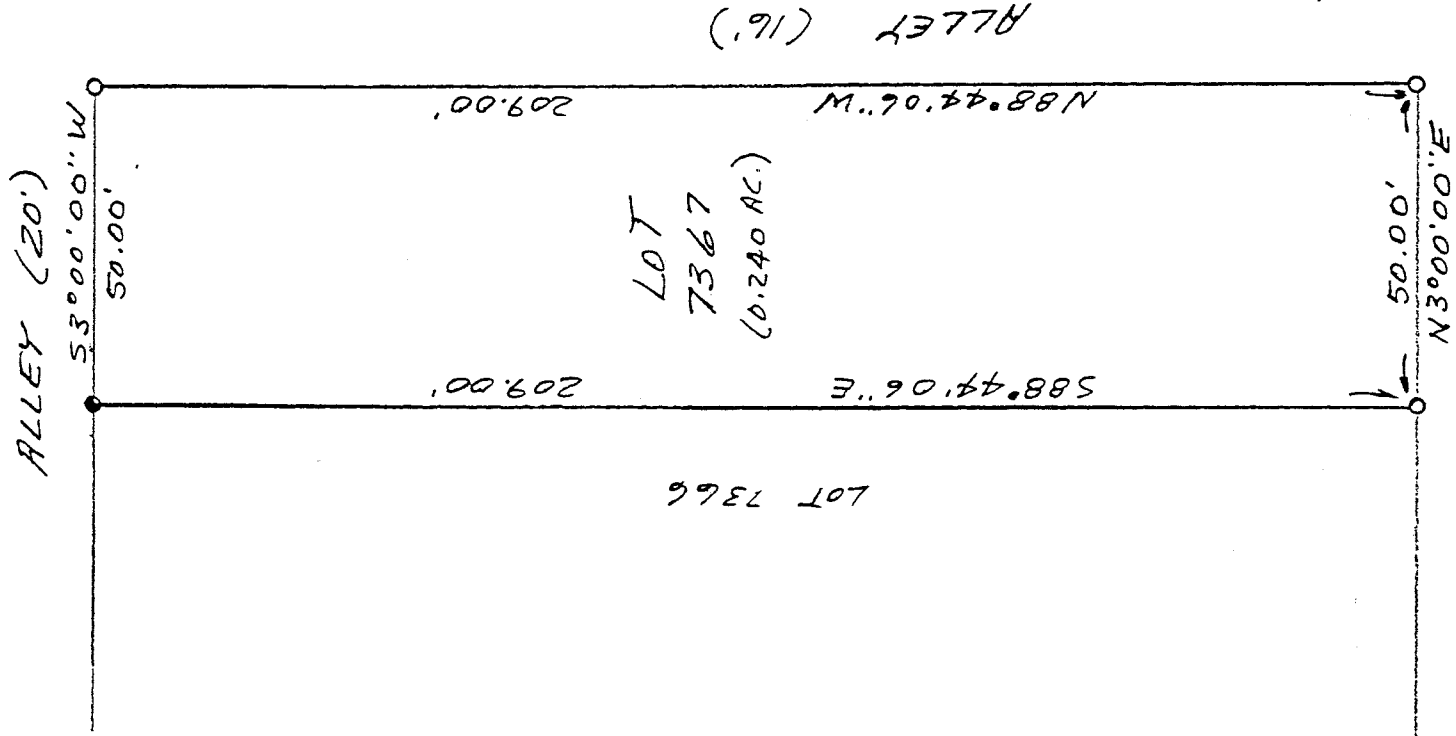 ALLEY (16')
N88°44'06"W 209.00'
ALLEY (20')
S3°00'00"W
50.00'
LOT
7367
(0.240 AC.)
50.00'
N3°00'00"E
S88°44'06"E 209.00'
LOT 7366